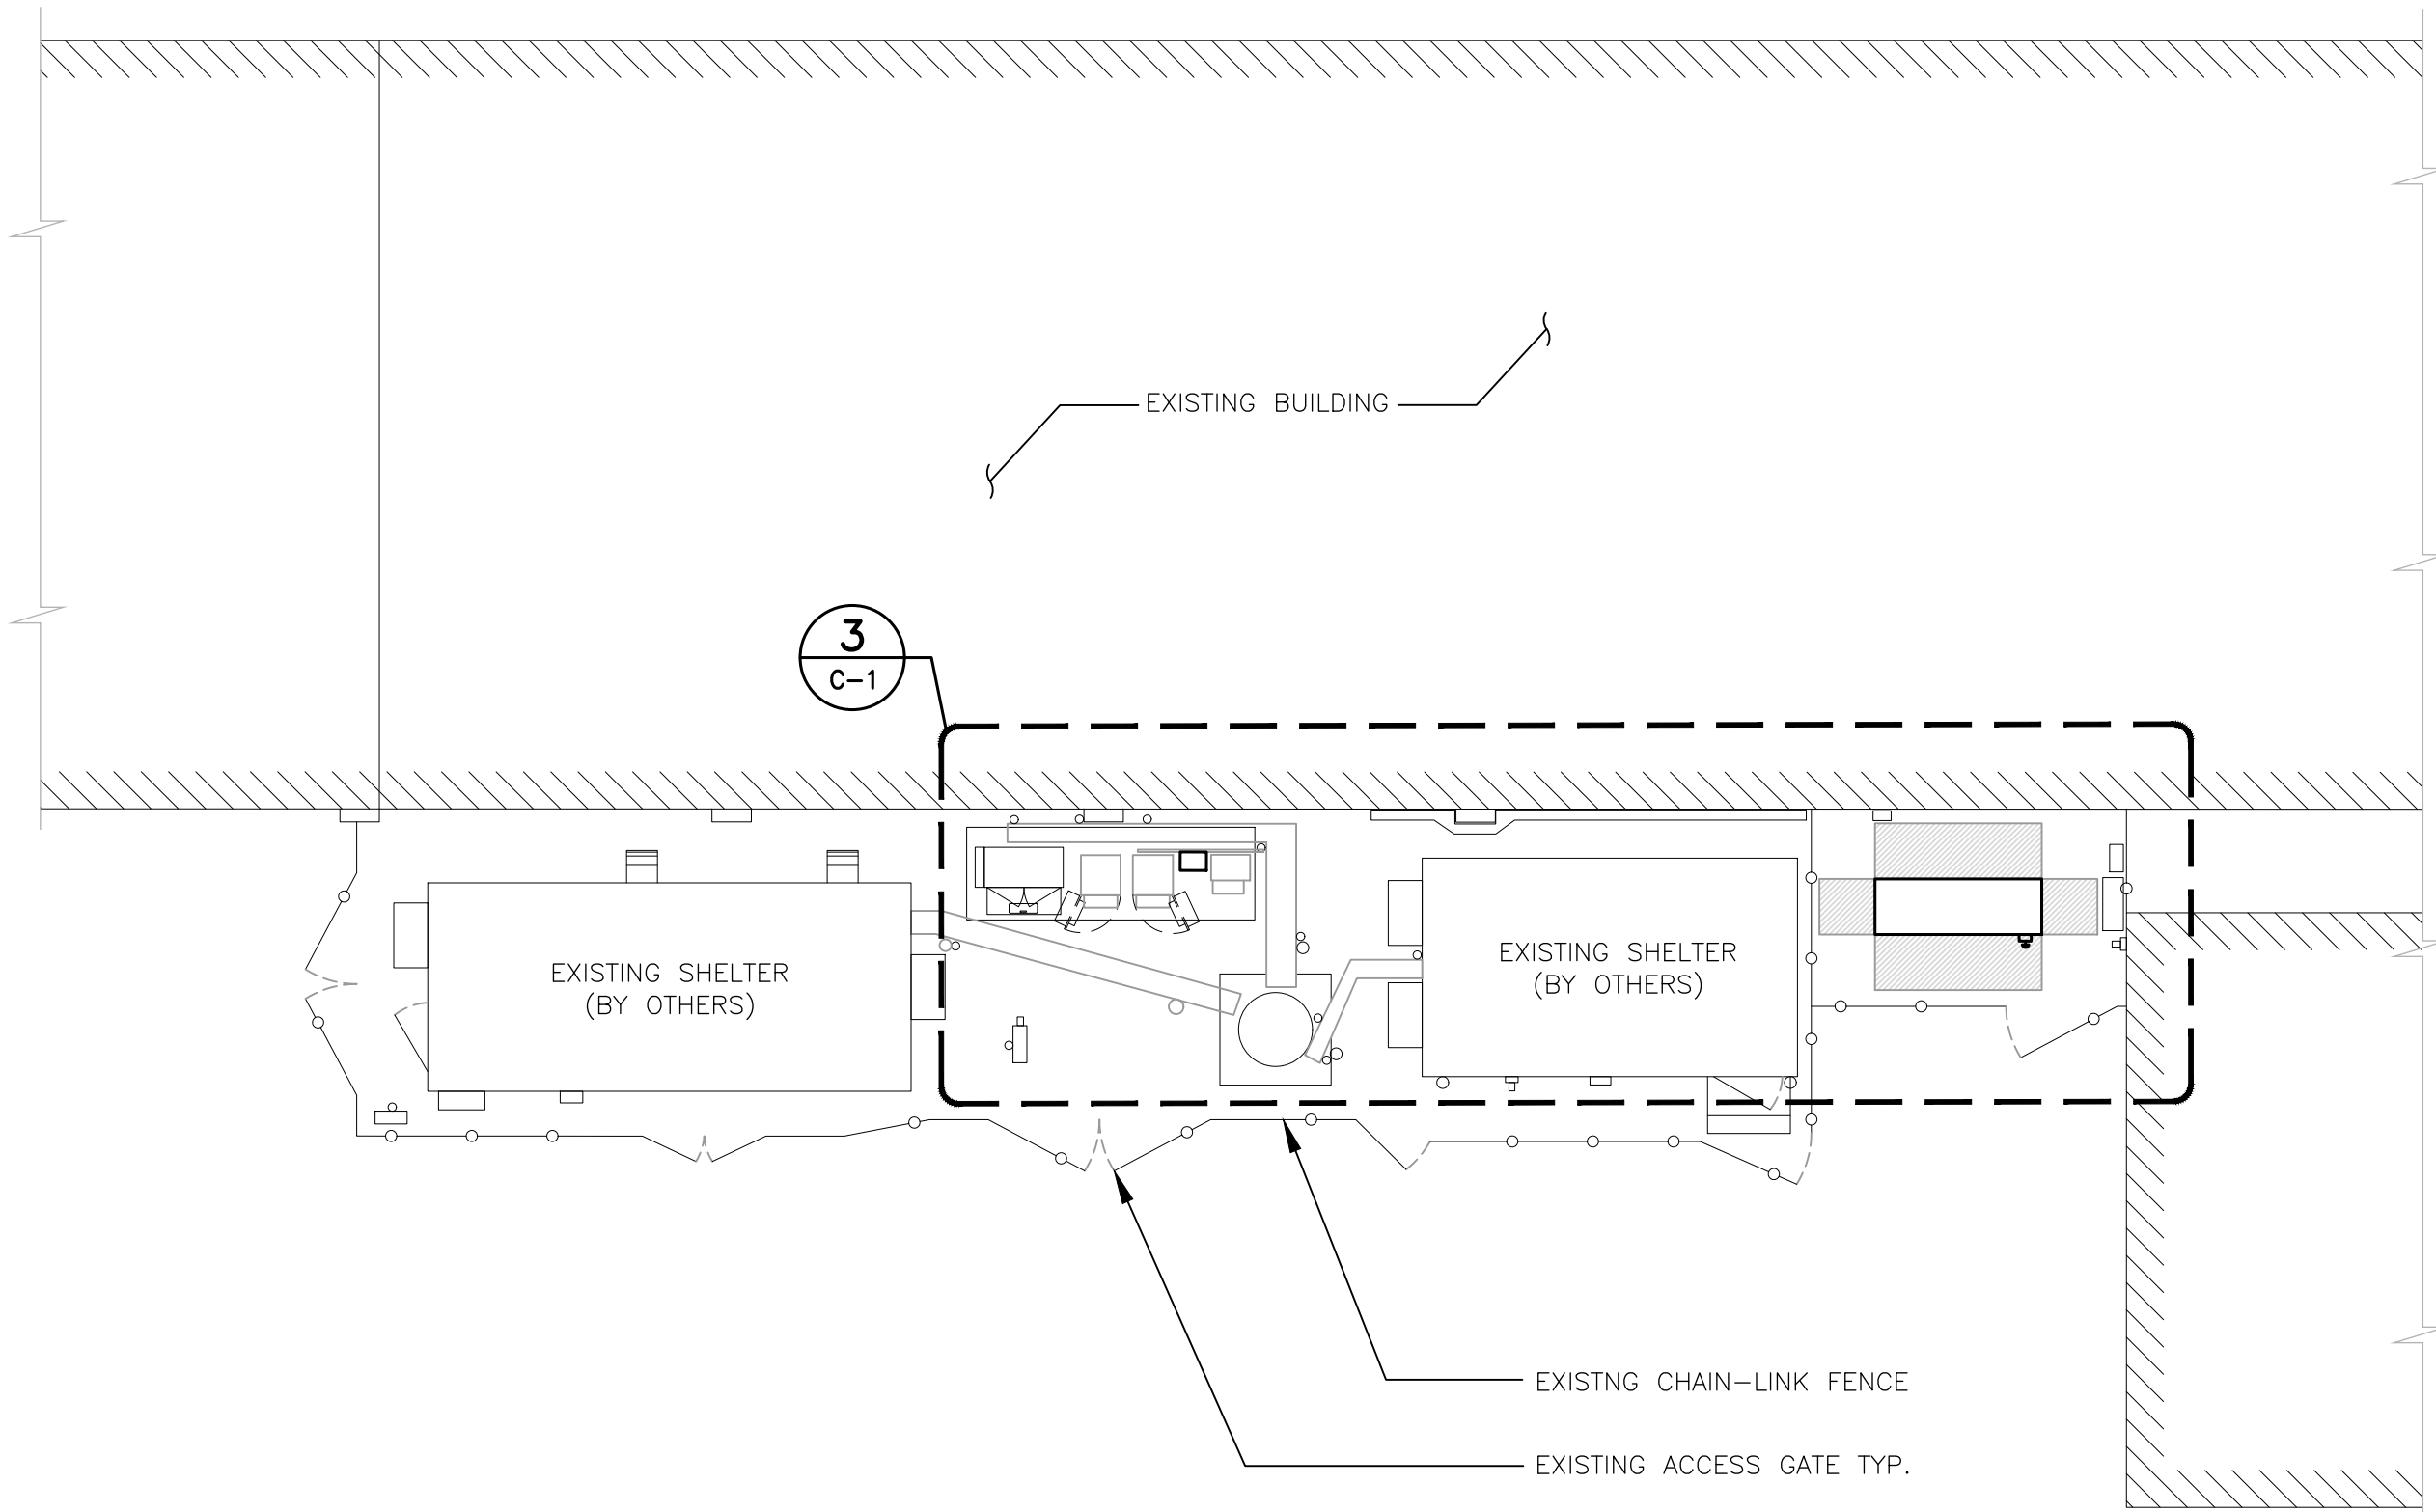 EXISTING BUILDING
3
C-1
EXISTING SHELTER
(BY OTHERS)
EXISTING SHELTER
(BY OTHERS)
EXISTNG CHAIN-LINK FENCE
EXISTING ACCESS GATE TYP.